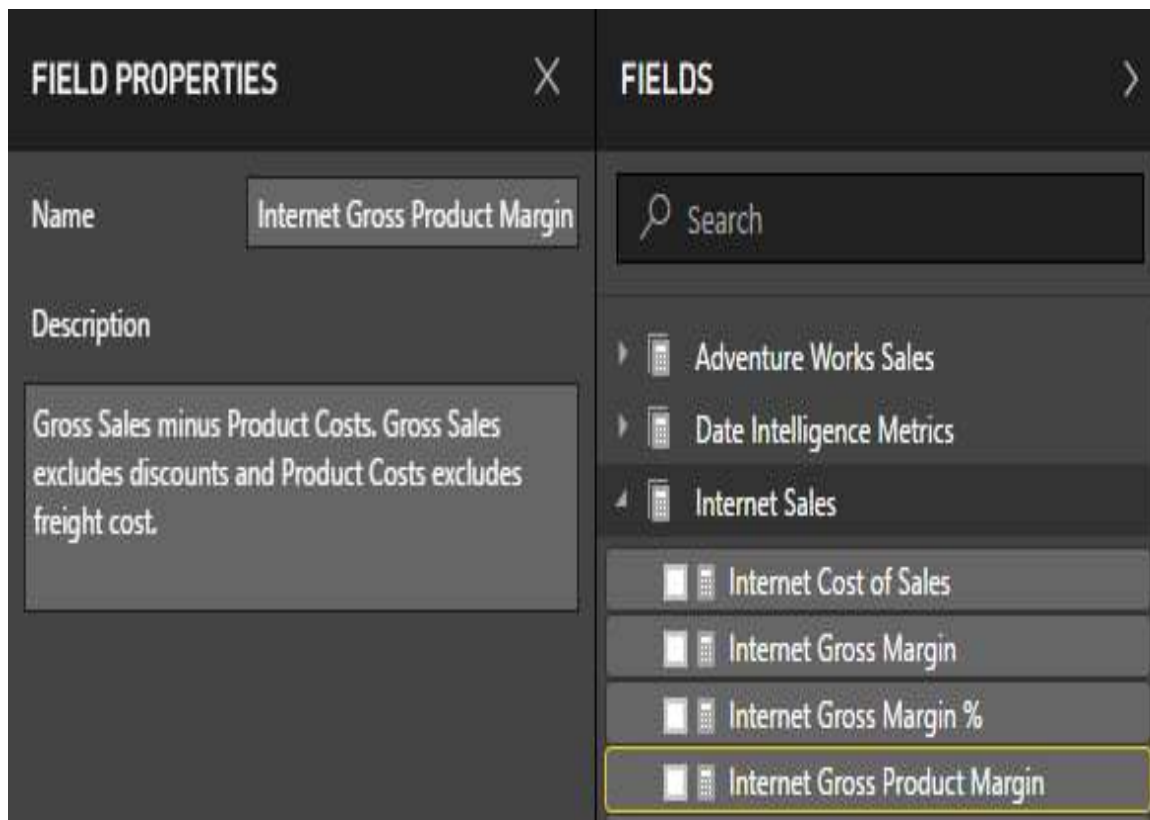 FIELD PROPERTIES
Name
Internet Gross Product Margin
Description
Gross Sales minus Product Costs. Gross Sales
excludes discounts and Product Costs excludes
freight cost.
FIELDS
Search
Adventure Works Sales
Date Intelligence Metrics
Internet Sales
Internet Cost of Sales
Internet Gross Margin
Internet Gross Margin %
Internet Gross Product Margin